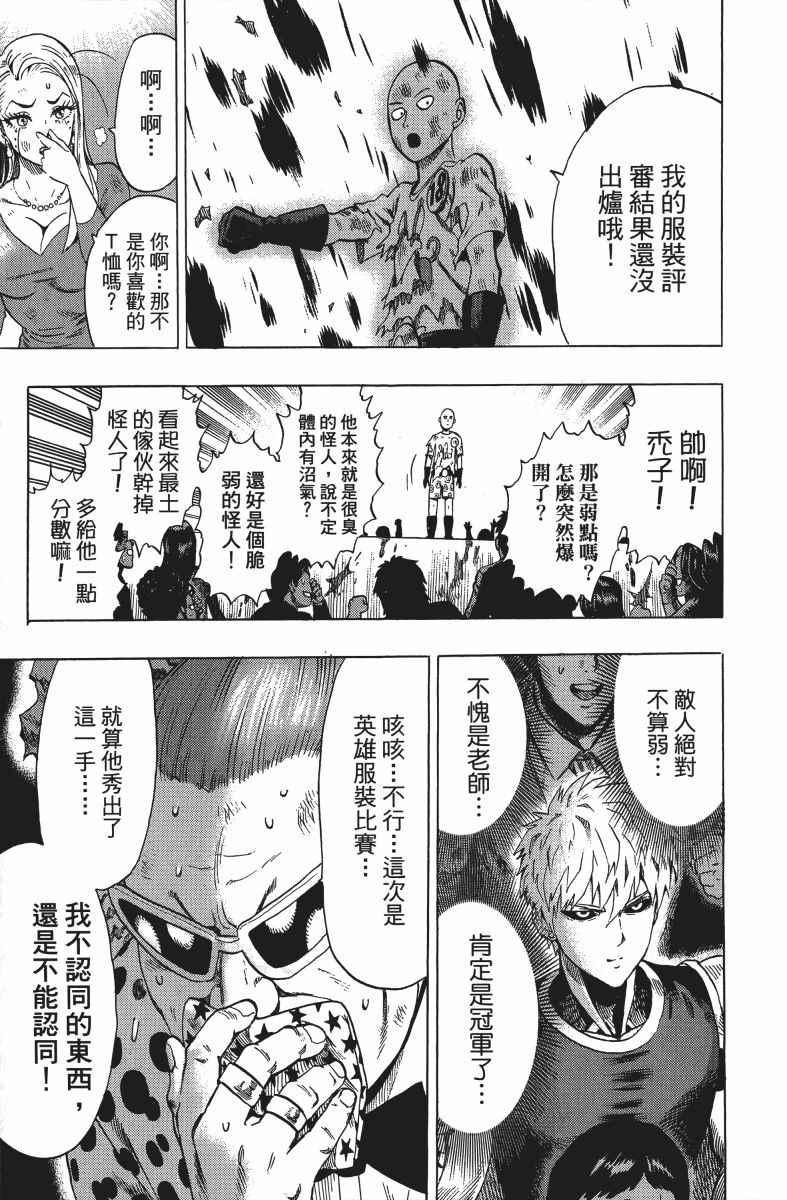 我的服裝評
審結果還沒
出爐哦！
啊…啊…
你啊…那不
是你喜歡的
T恤嗎？
帥啊！
禿子！
那是弱點嗎？
怎麼突然爆
開了？
他本來就是很臭
的怪人，說不定
體內有沼氣？
還好是個脆
弱的怪人！
看起來最土
的傢伙幹掉
怪人了！
多給他一點
分數嘛！
敵人絕對
不算弱…
不愧是老師…
肯定是冠軍了…
咳咳…不行…這次是
英雄服裝比賽…
就算他秀出了
這一手……
我不認同的東西，
還是不能認同！